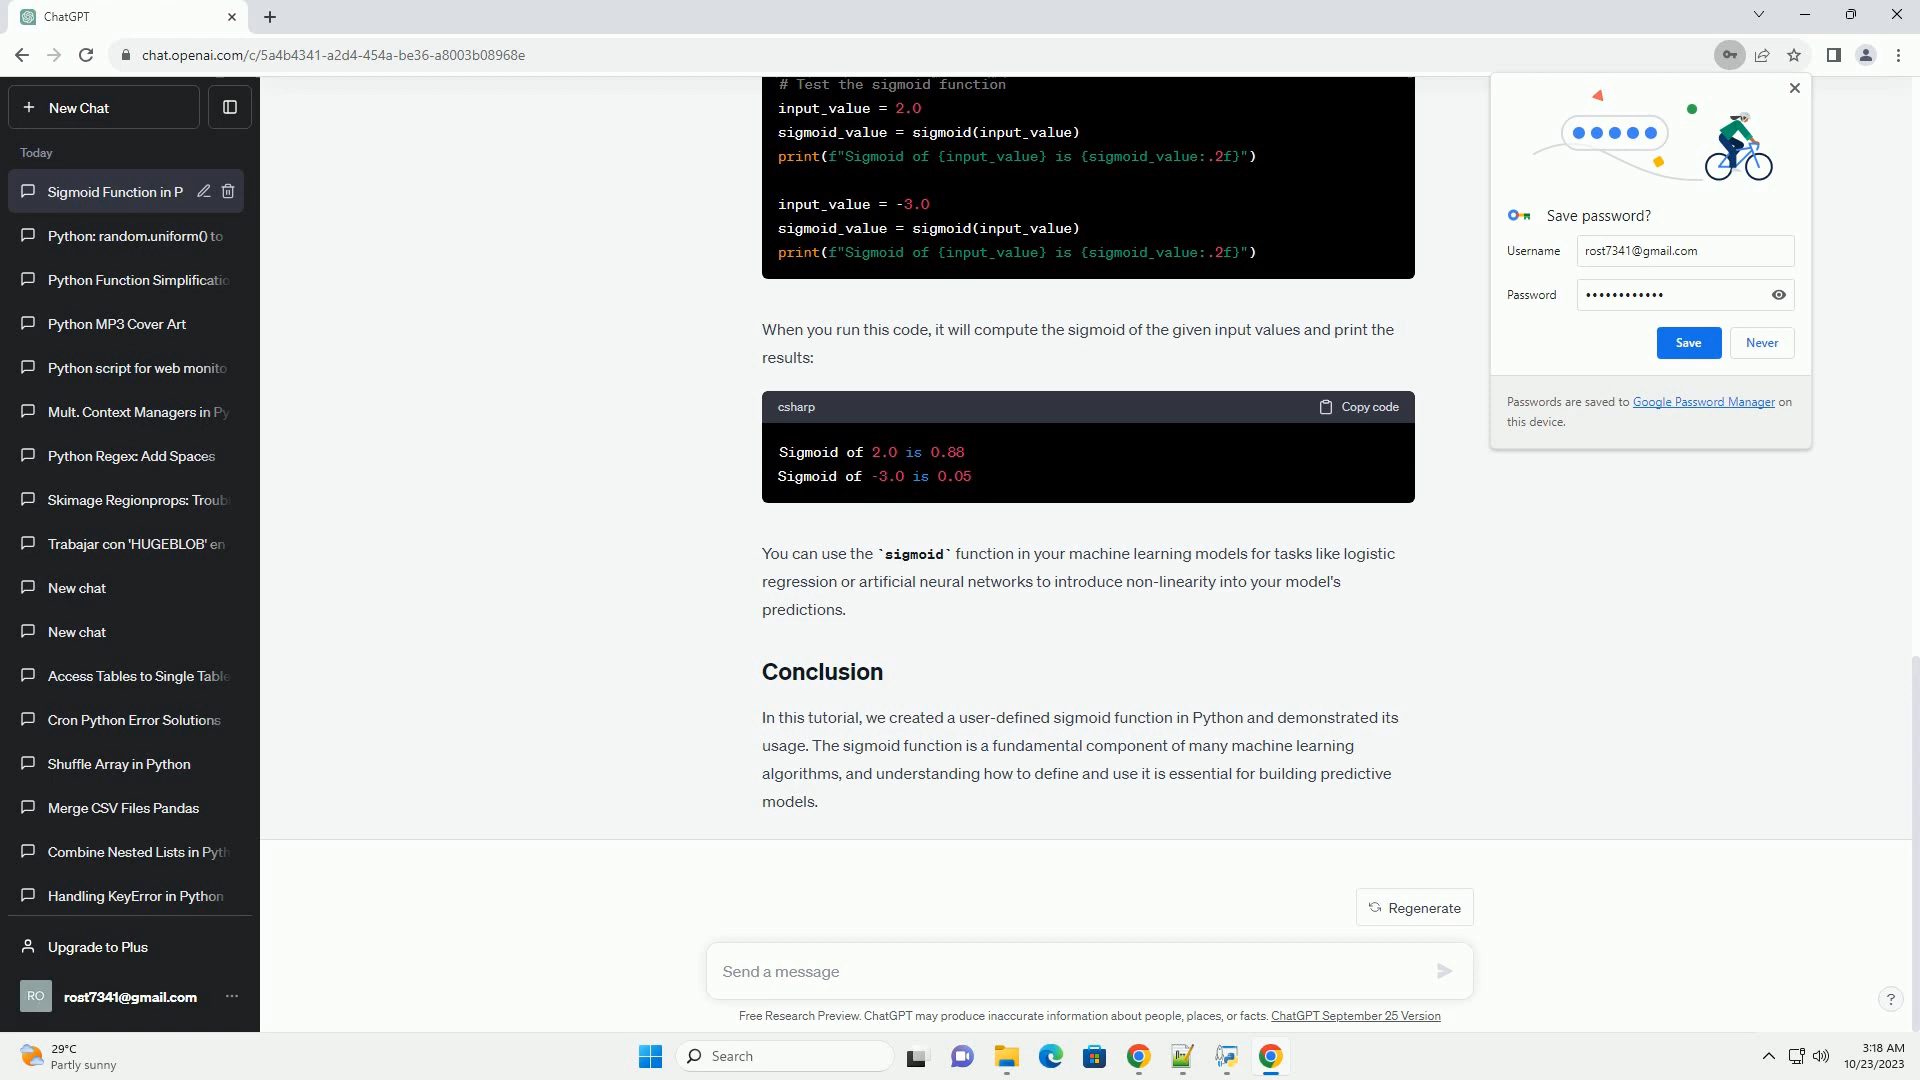 ChatGPT
chat.openai.com/c/5a4b4341-a2d4-454a-be36-a8003b08968e
New Chat
Today
Sigmoid Function in P
Python: random.uniform() to
Python Function Simplificatio
Python MP3 Cover Art
Python script for web monito
Mult. Context Managers in Py
Python Regex: Add Spaces
Skimage Regionprops: Troub
Trabajar con 'HUGEBLOB' en
New chat
New chat
Access Tables to Single Table
Cron Python Error Solutions
Shuffle Array in Python
Merge CSV Files Pandas
Combine Nested Lists in Pyth
Handling KeyError in Python
Upgrade to Plus
RO
rost7341@gmail.com
# Test the sigmoid function
input_value = 2.0
sigmoid_value = sigmoid(input_value)
print(f"Sigmoid of {input_value} is {sigmoid_value:.2f}")
input_value = -3.0
sigmoid_value = sigmoid(input_value)
print(f"Sigmoid of {input_value} is {sigmoid_value:.2f}")
When you run this code, it will compute the sigmoid of the given input values and print the
results:
csharp
Copy code
Sigmoid of 2.0 is 0.88
Sigmoid of -3.0 is 0.05
You can use the `sigmoid` function in your machine learning models for tasks like logistic
regression or artificial neural networks to introduce non-linearity into your model's
predictions.
Conclusion
In this tutorial, we created a user-defined sigmoid function in Python and demonstrated its
usage. The sigmoid function is a fundamental component of many machine learning
algorithms, and understanding how to define and use it is essential for building predictive
models.
Regenerate
Send a message
Free Research Preview. ChatGPT may produce inaccurate information about people, places, or facts. ChatGPT September 25 Version
?
Save password?
Username
rost7341@gmail.com
Password
••••••••••••
Save
Never
Passwords are saved to Google Password Manager on
this device.
29°C
Partly sunny
Search
3:18 AM
10/23/2023